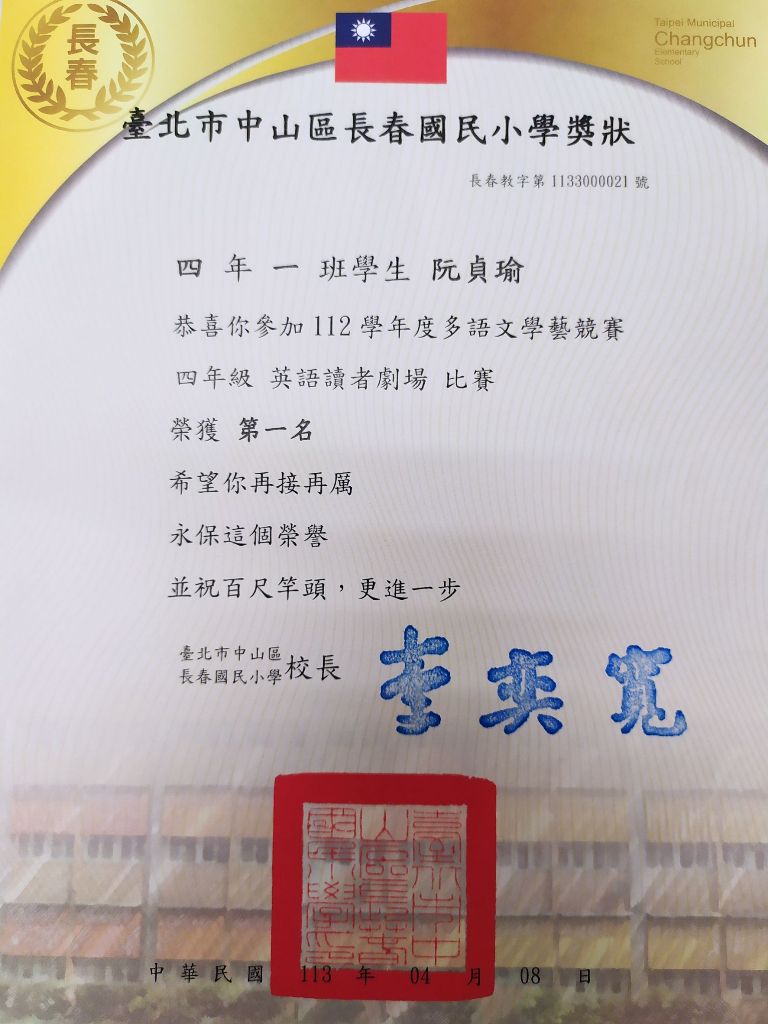 長春
Taipei Municipal
Changchun
Elementary
School
臺北市中山區長春國民小學獎狀
長春教字第 1133000021 號
四 年 一 班學生 阮貞瑜
恭喜你參加 112 學年度多語文學藝競賽
四年級 英語讀者劇場 比賽
榮獲 第一名
希望你再接再厲
永保這個榮譽
並祝百尺竿頭，更進一步
臺北市中山區
長春國民小學 校長
奕寬
中華民國 113 年 04 月 08 日